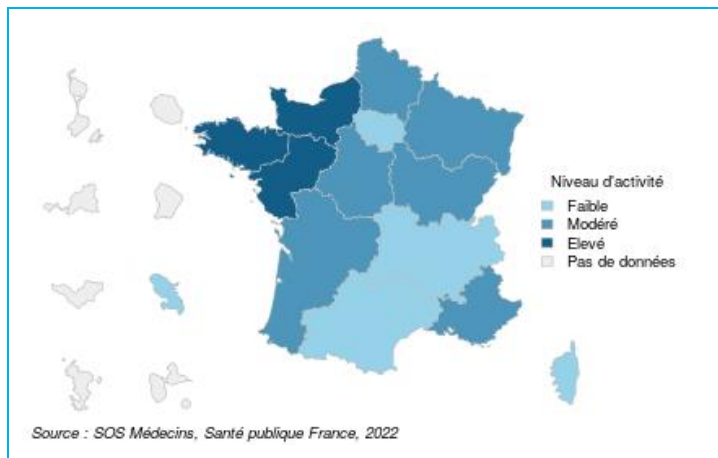 Niveau d'activité
Faible
Modéré
Elevé
Pas de données
Source : SOS Médecins, Santé publique France, 2022